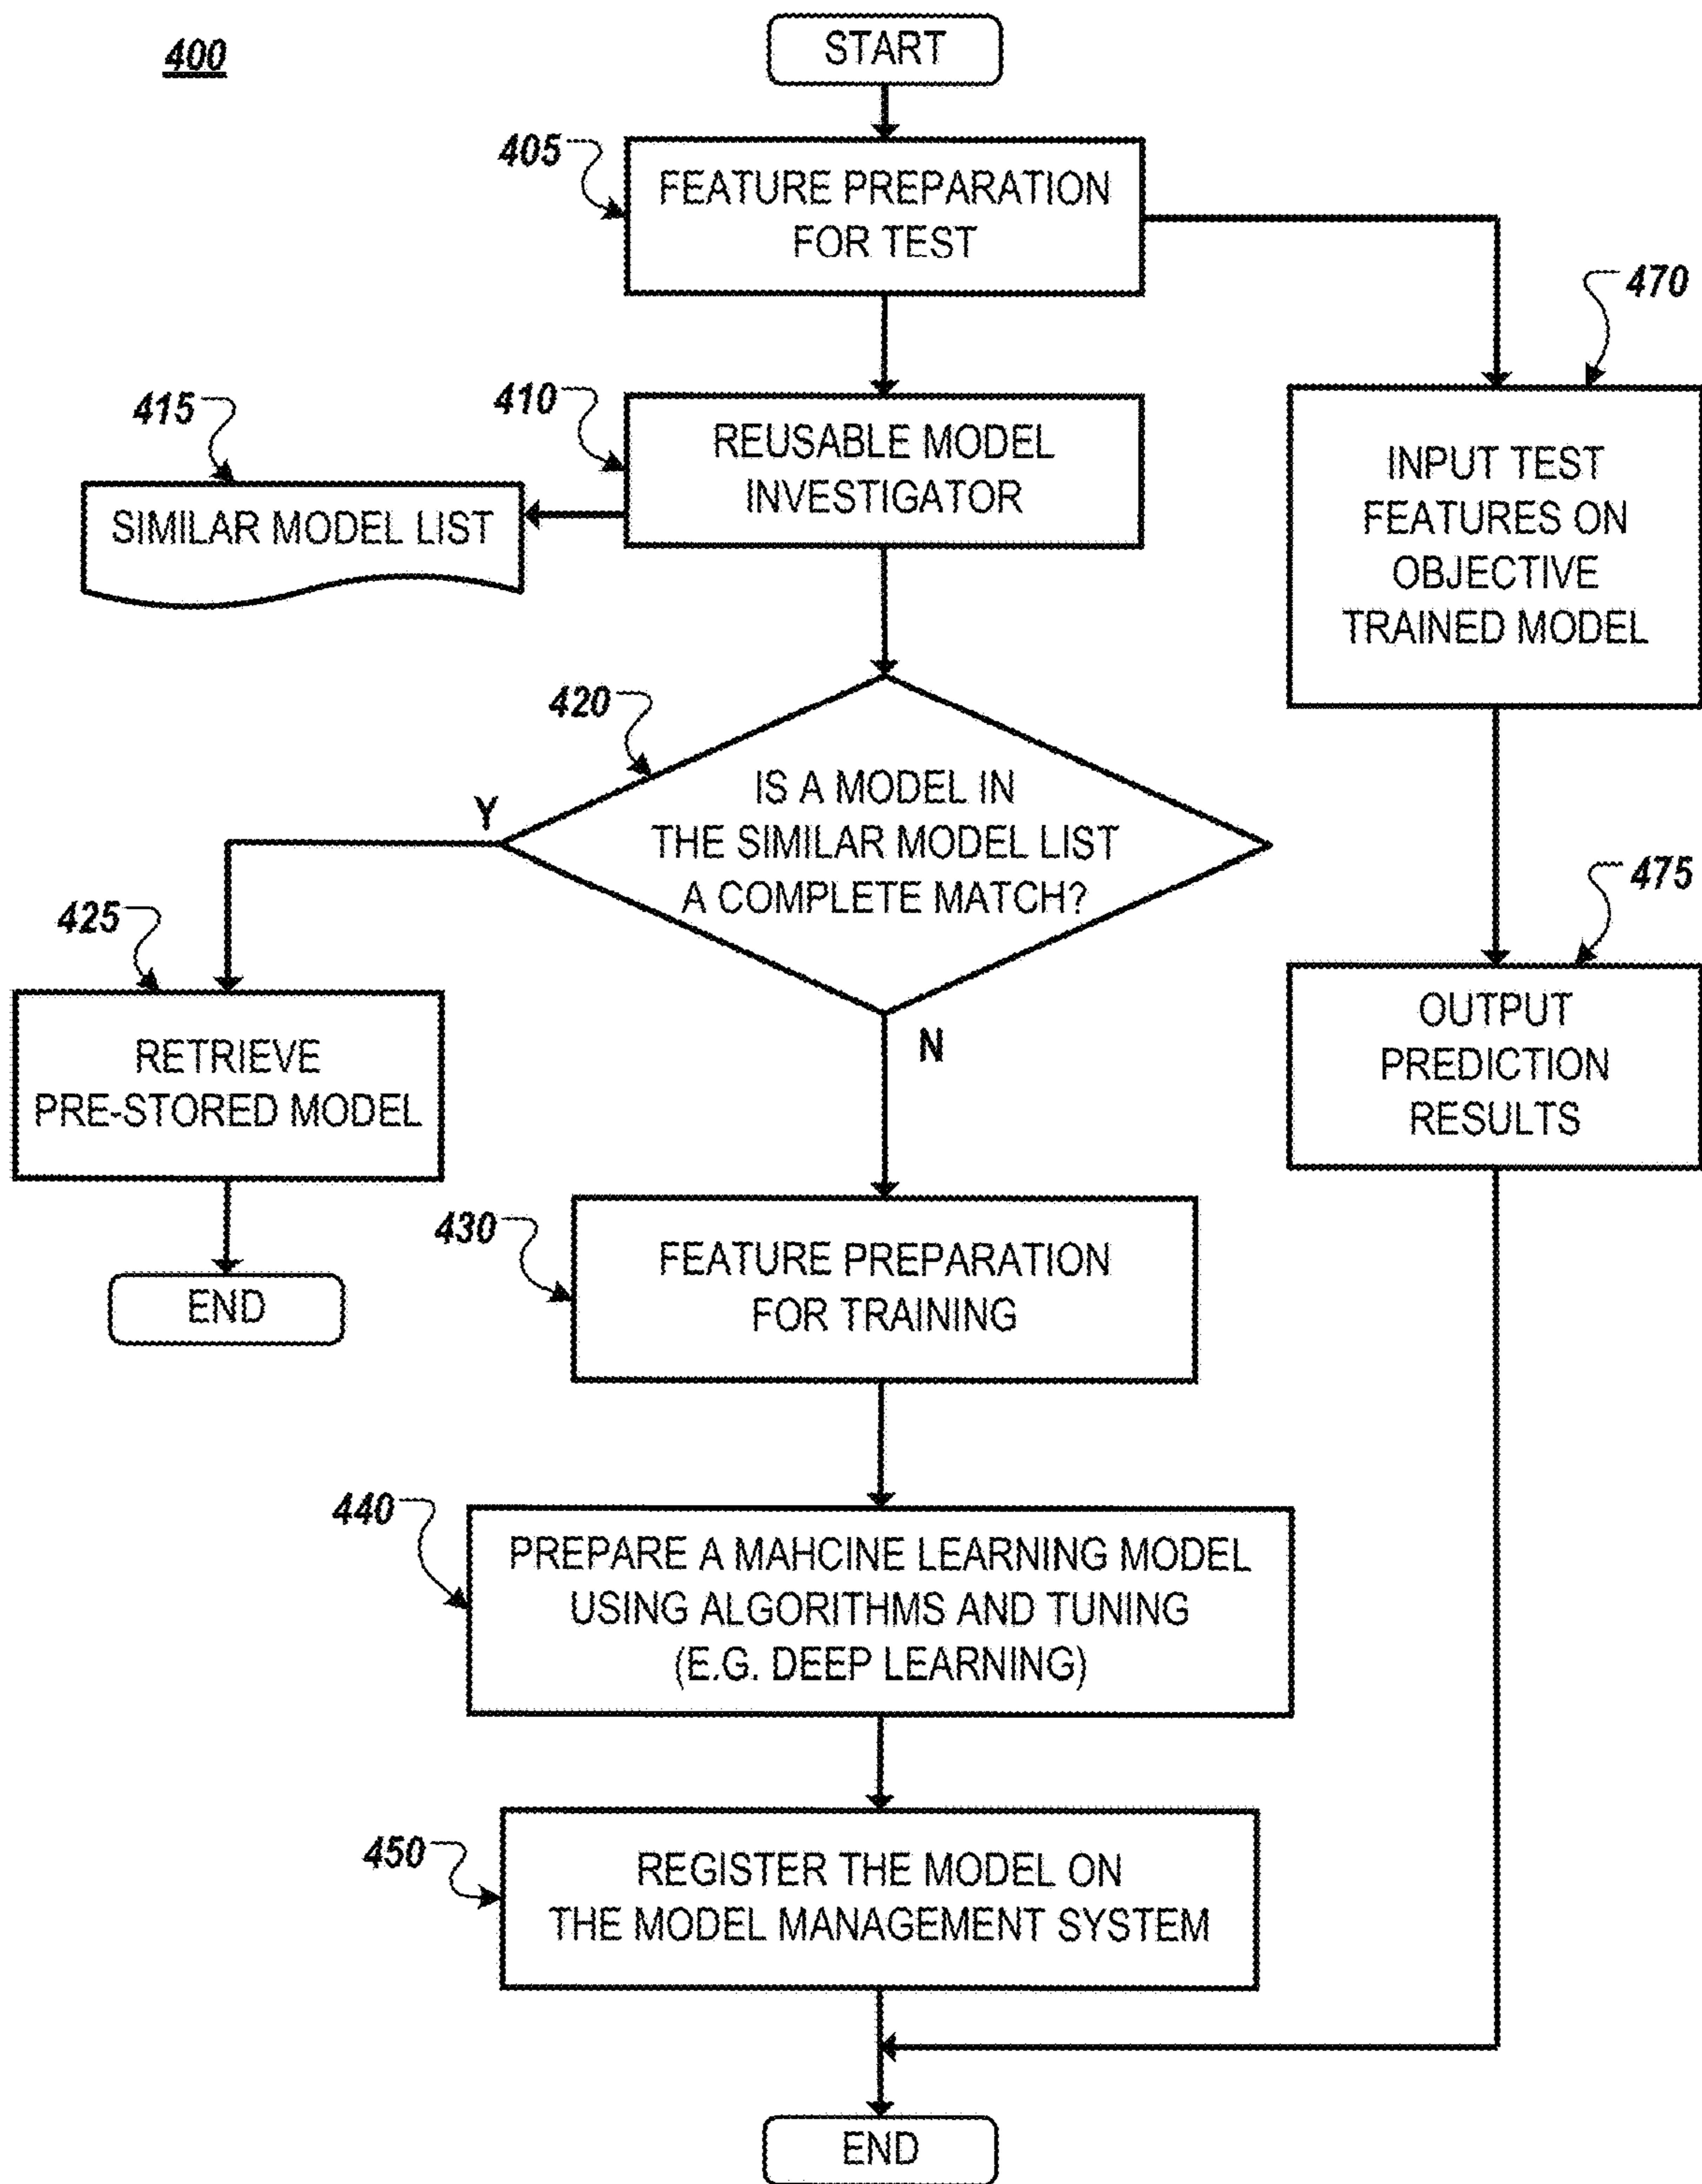 400
START
405
FEATURE PREPARATION
FOR TEST
470
410
415
REUSABLE MODEL
INVESTIGATOR
SIMILAR MODEL LIST
INPUT TEST
FEATURES ON
OBJECTIVE
TRAINED MODEL
420
IS A MODEL IN
THE SIMILAR MODEL LIST
A COMPLETE MATCH?
Y
475
425
RETRIEVE
PRE-STORED MODEL
N
OUTPUT
PREDICTION
RESULTS
END
430
FEATURE PREPARATION
FOR TRAINING
440
PREPARE A MAHCINE LEARNING MODEL
USING ALGORITHMS AND TUNING
(E.G. DEEP LEARNING)
450
REGISTER THE MODEL ON
THE MODEL MANAGEMENT SYSTEM
END